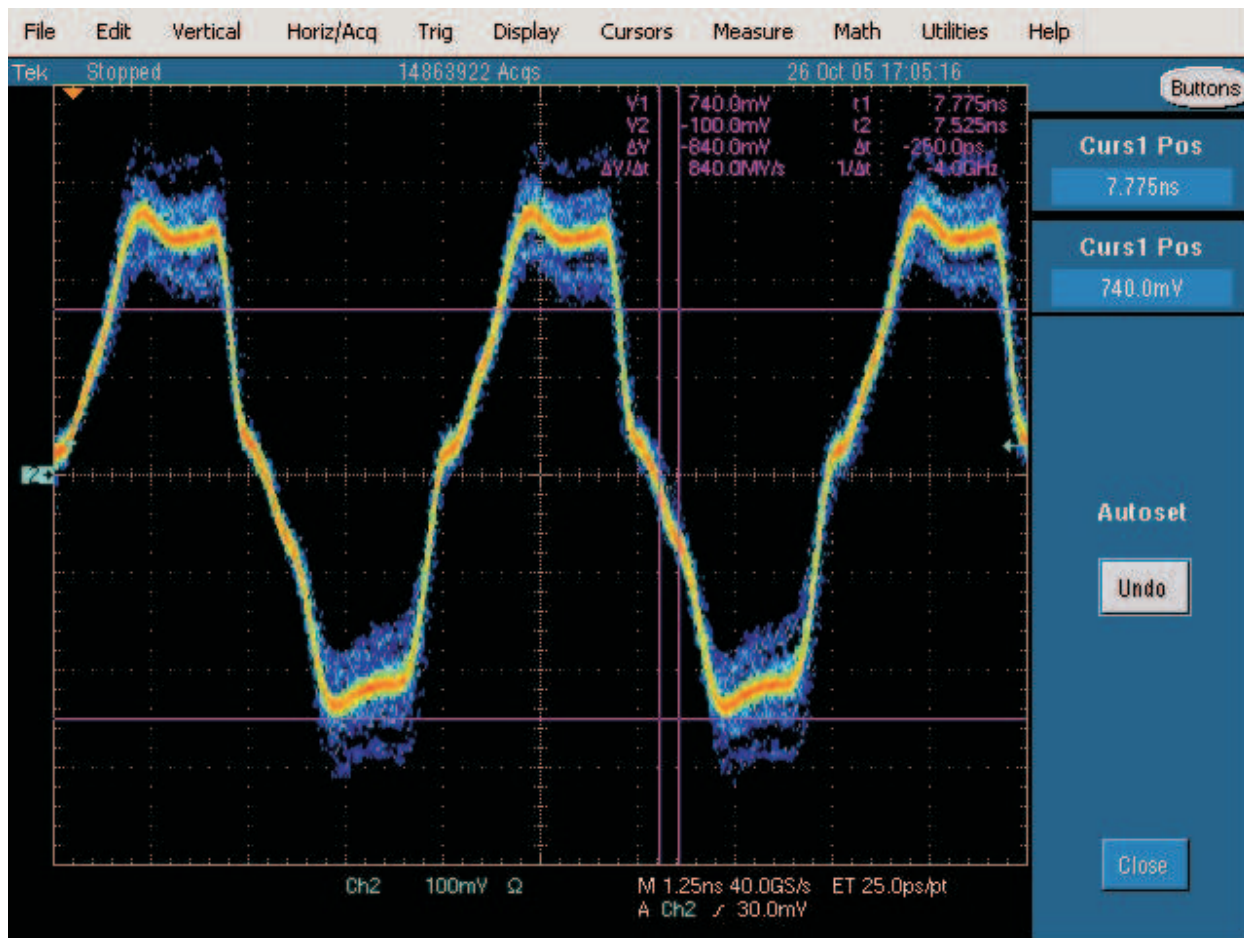 File Edit Vertical Horiz/Acq Trig Display Cursors Measure Math Utilities Help
Tek Stopped 14863922 Acqs 26 Oct 05 17:05:16
Buttons
V1 740.0mV t1 : 7.775ns
V2 -100.0mV t2 : 7.525ns
ΔV -840.0mV Δt : -250.0ps
ΔV/Δt 840.0MV/s 1/Δt : -4.0GHz
Curs1 Pos
7.775ns
Curs1 Pos
740.0mV
2
Autoset
Undo
Close
Ch2 100mV Ω M 1.25ns 40.0GS/s ET 25.0ps/pt
A Ch2 30.0mV